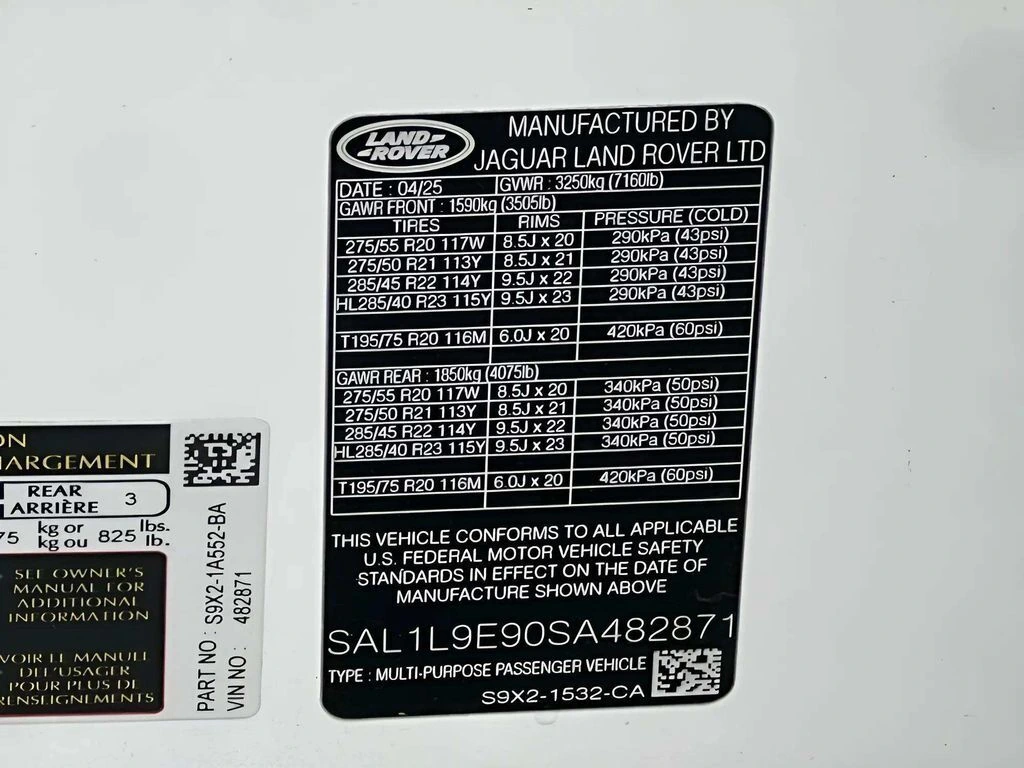 LAND-
-ROVER
MANUFACTURED BY
JAGUAR LAND ROVER LTD
DATE : 04/25 GVWR : 3250kg (7160lb)
GAWR FRONT : 1590kg (3505lb)
TIRES RIMS PRESSURE (COLD)
275/55 R20 117W 8.5J x 20 290kPa (43psi)
275/50 R21 113Y 8.5J x 21 290kPa (43psi)
285/45 R22 114Y 9.5J x 22 290kPa (43psi)
HL285/40 R23 115Y 9.5J x 23 290kPa (43psi)
T195/75 R20 116M 6.0J x 20 420kPa (60psi)
GAWR REAR : 1850kg (4075lb)
275/55 R20 117W 8.5J x 20 340kPa (50psi)
275/50 R21 113Y 8.5J x 21 340kPa (50psi)
285/45 R22 114Y 9.5J x 22 340kPa (50psi)
HL285/40 R23 115Y 9.5J x 23 340kPa (50psi)
T195/75 R20 116M 6.0J x 20 420kPa (60psi)
THIS VEHICLE CONFORMS TO ALL APPLICABLE
U.S. FEDERAL MOTOR VEHICLE SAFETY
STANDARDS IN EFFECT ON THE DATE OF
MANUFACTURE SHOWN ABOVE
SAL1L9E90SA482871
TYPE : MULTI-PURPOSE PASSENGER VEHICLE
S9X2-1532-CA
ON
HARGEMENT
REAR
ARRIÈRE 3
75 kg or 825 lbs.
kg ou lb.
SEE OWNER'S
MANUAL FOR
ADDITIONAL
INFORMATION
VOIR LE MANUEL
DE L'USAGER
POUR PLUS DE
RENSEIGNEMENTS
PART NO : S9X2-1A552-BA
VIN NO : 482871